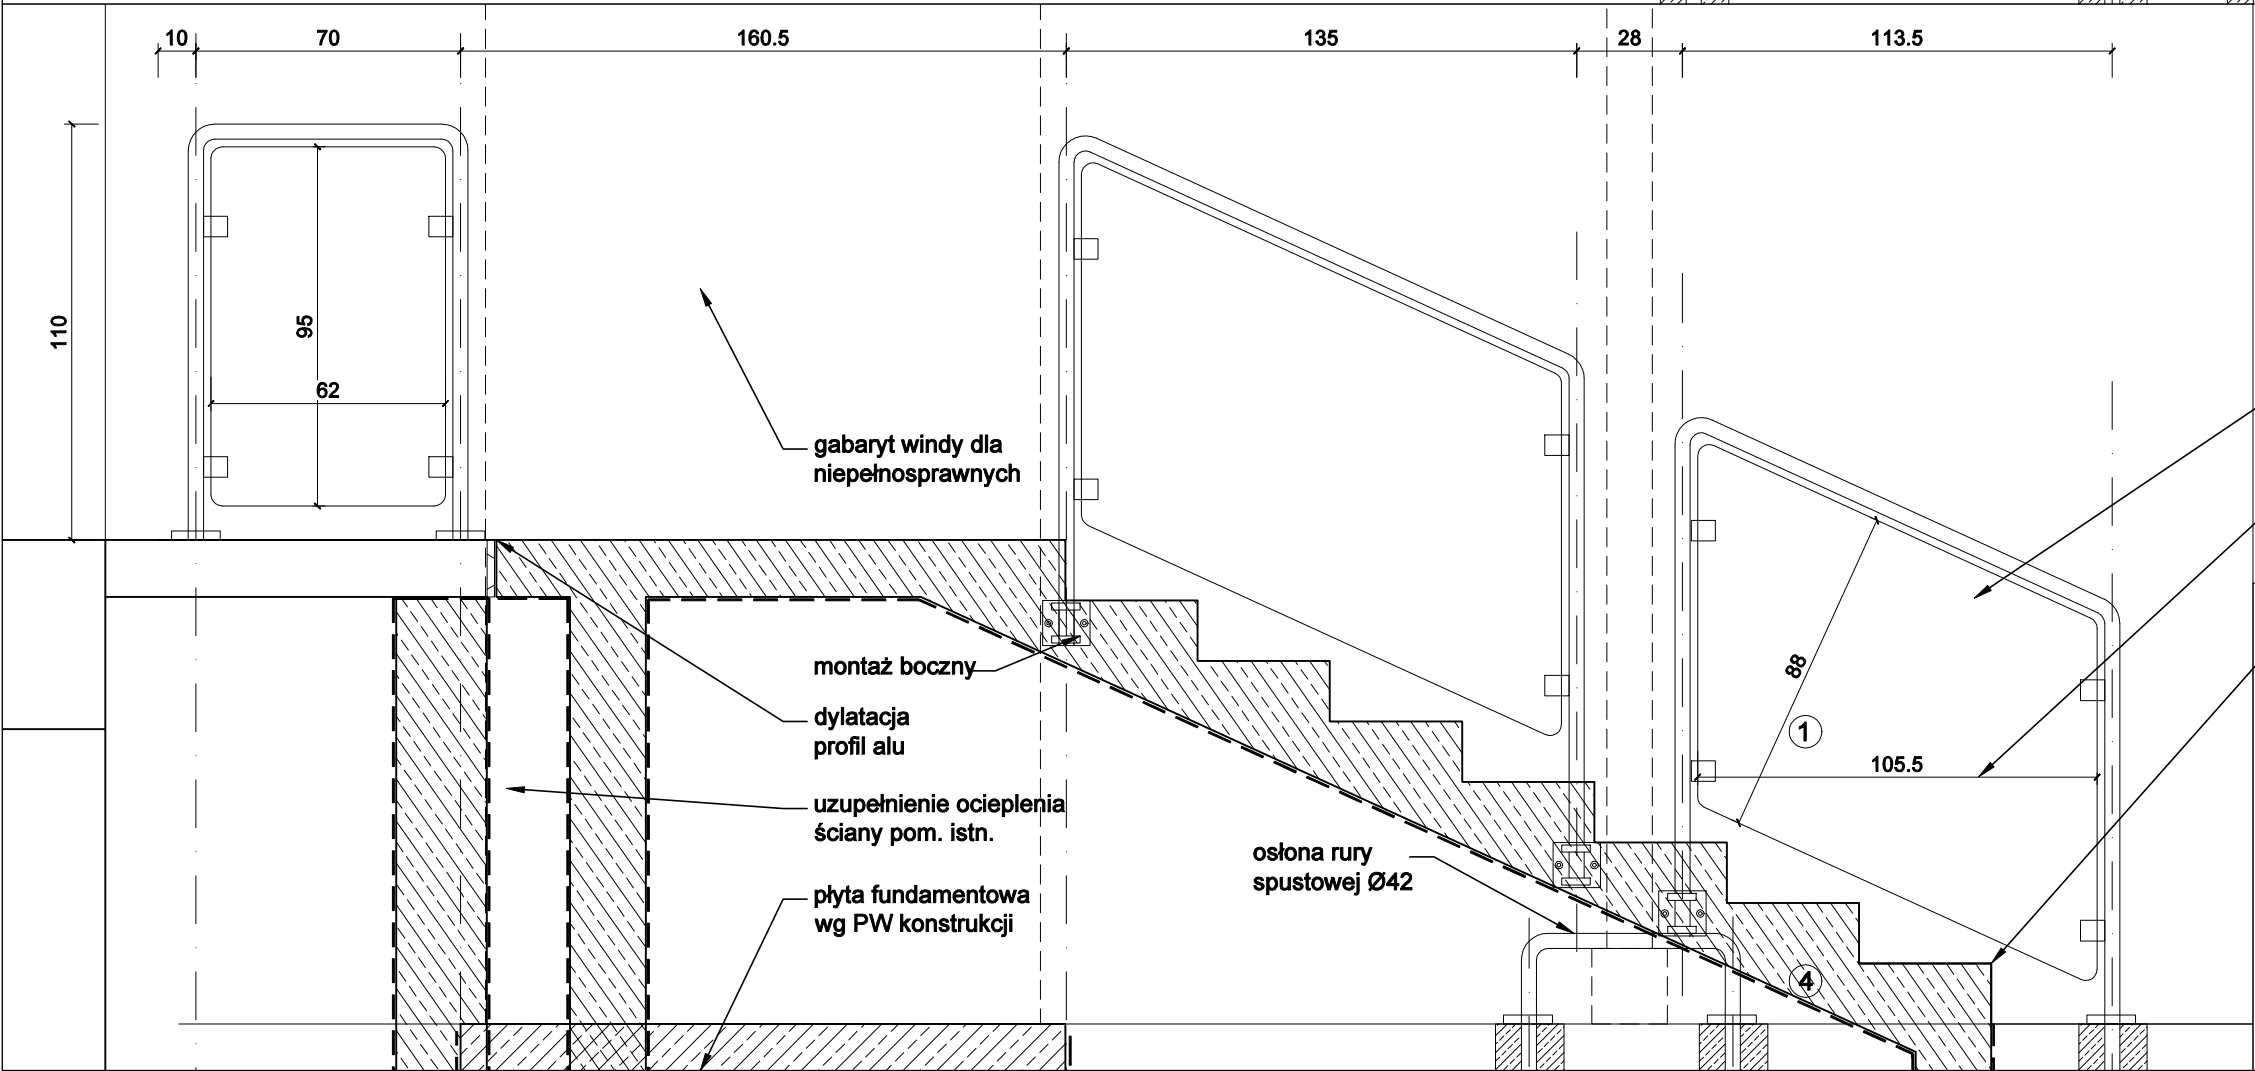 10
70
160.5
135
28
113.5
110
95
62
gabaryt windy dla
niepełnosprawnych
88
1
105.5
montaż boczny
dylatacja
profil alu
uzupełnienie ocieplenia
ściany pom. istn.
osłona rury
spustowej Ø42
płyta fundamentowa
wg PW konstrukcji
4